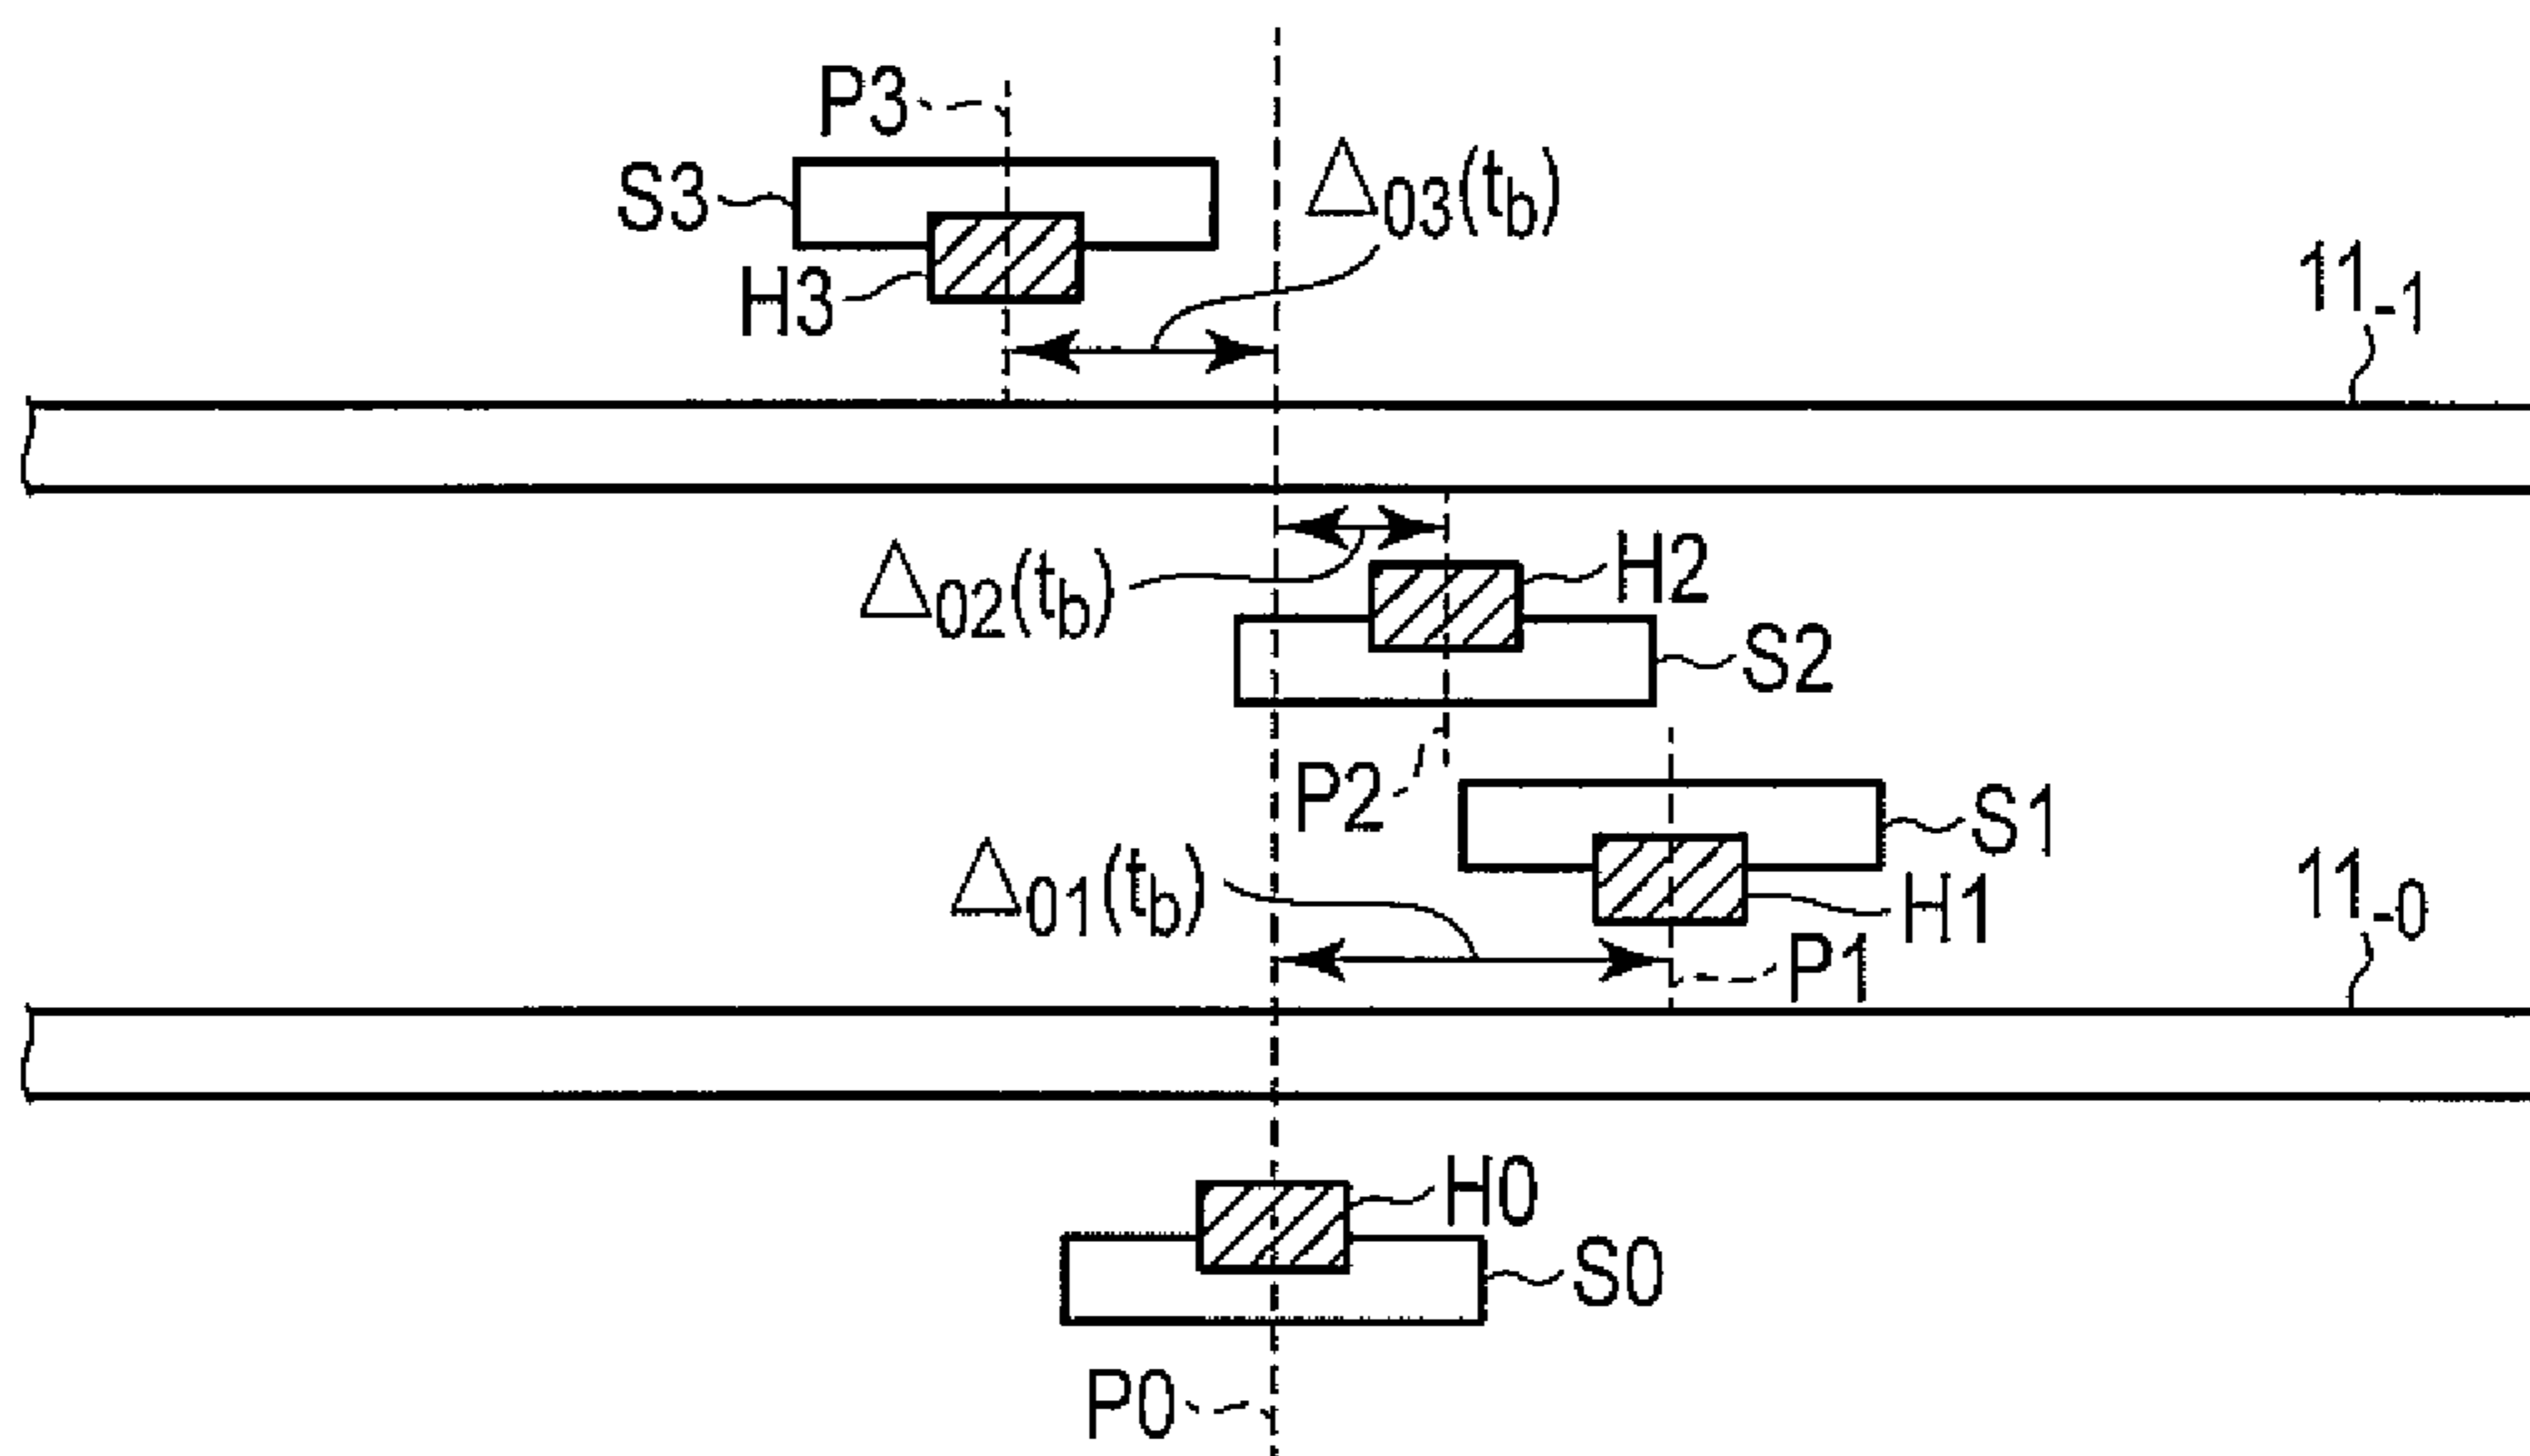 P3
S3
Δ03(tb)
H3
11-1
Δ02(tb)
H2
S2
P2
S1
Δ01(tb)
H1
11-0
P1
H0
S0
P0